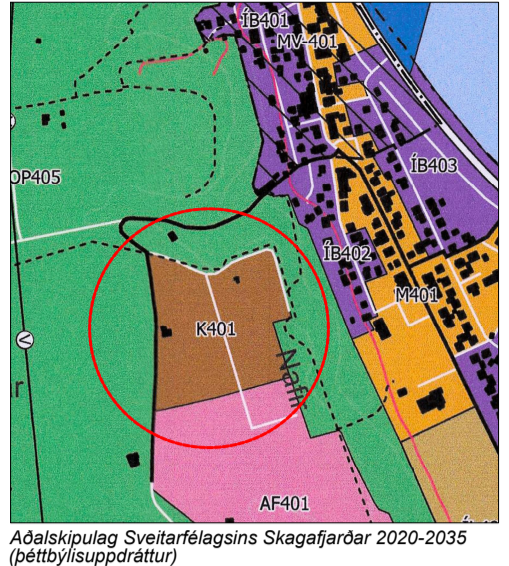 ÍB401
MV-401
OP405
ÍB403
ÍB402
M401
K401
Nafir
V
AF401
Aðalskipulag Sveitarfélagsins Skagafjarðar 2020-2035
(þéttbýlisuppdráttur)